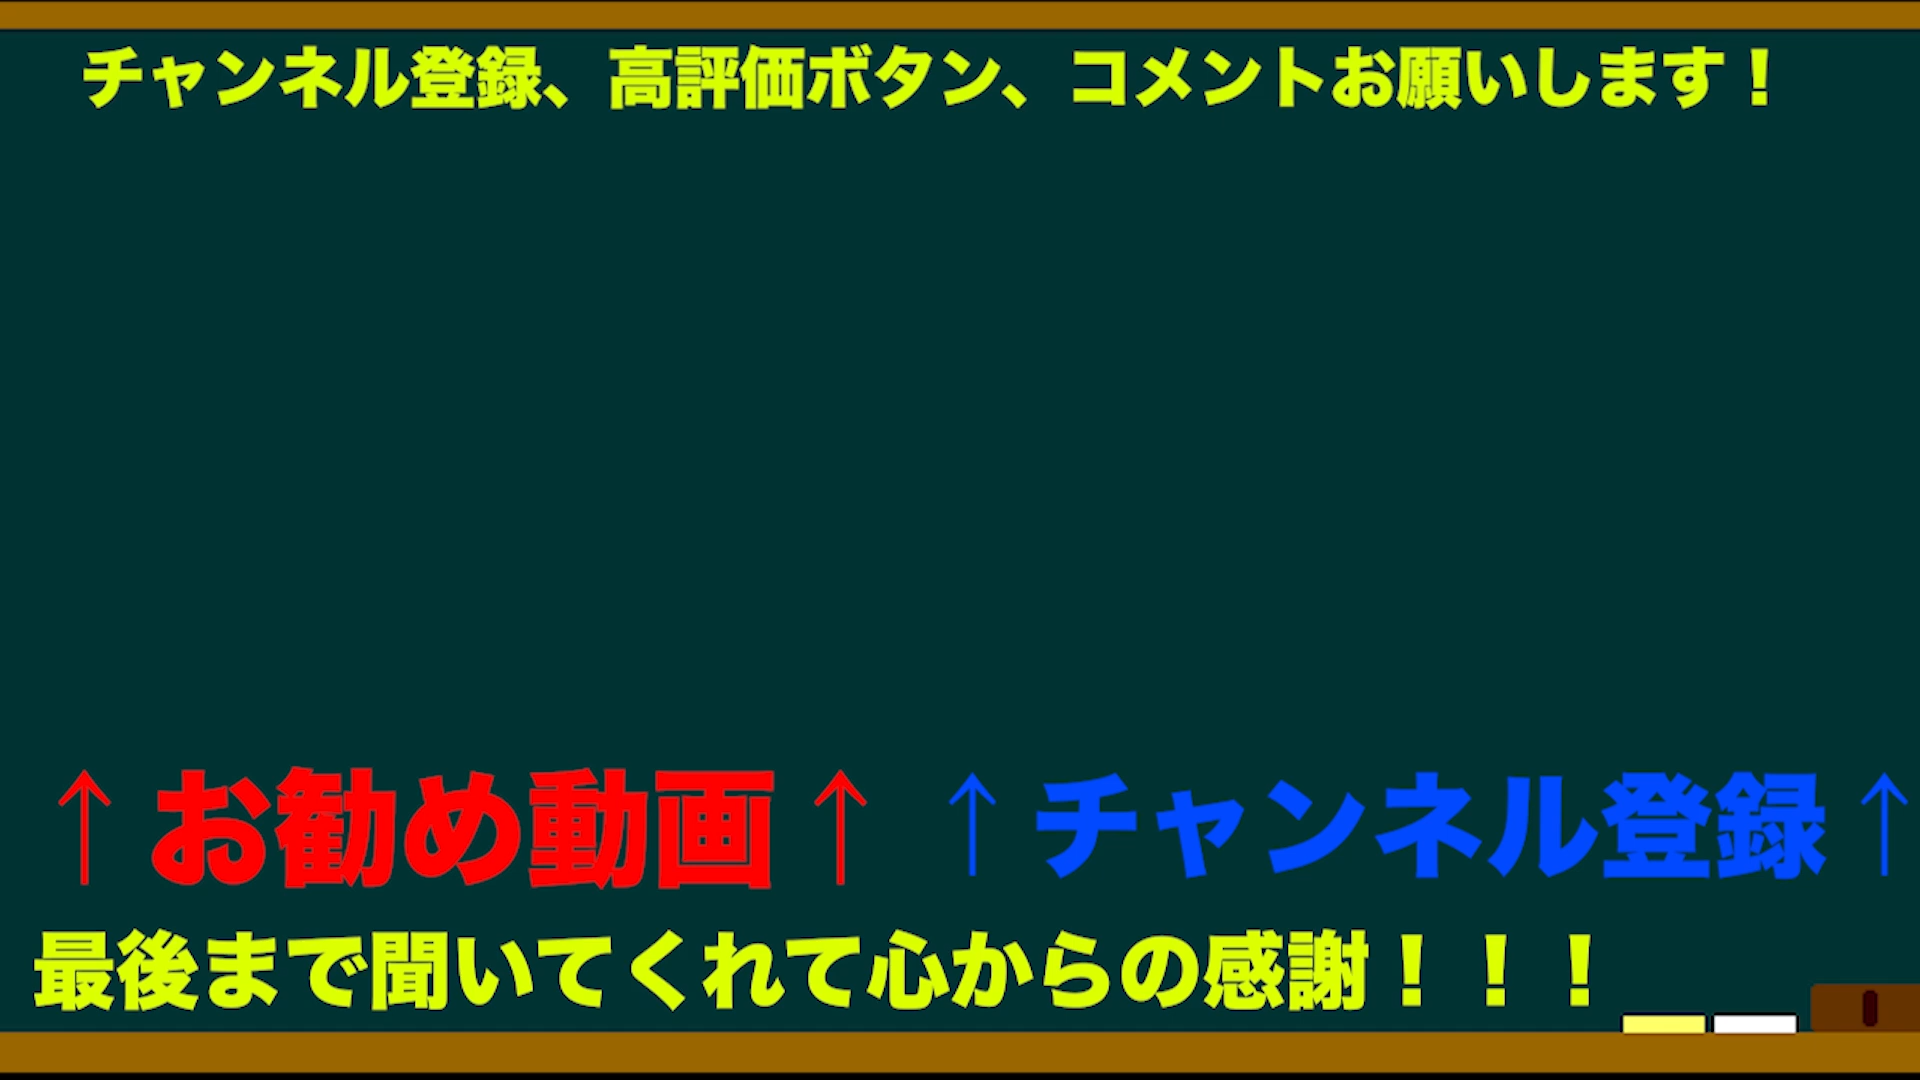 チャンネル登録、高評価ボタン、コメントお願いします！
↑お勧め動画↑ ↑チャンネル登録↑
最後まで聞いてくれて心からの感謝！！！